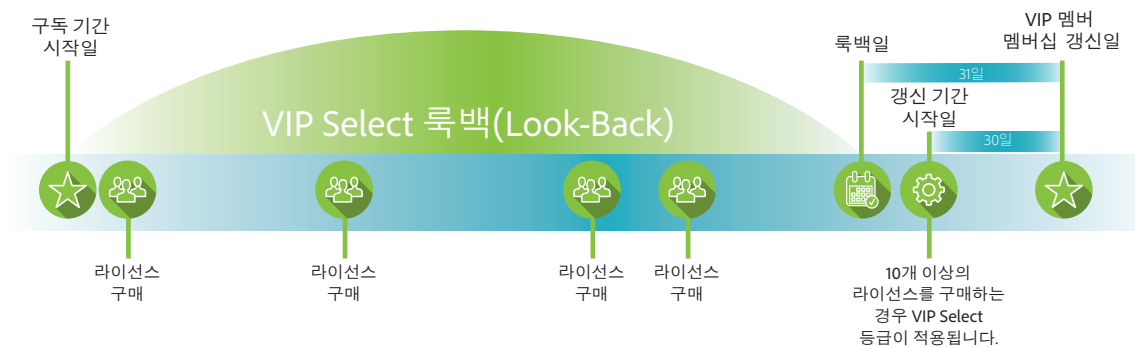 구독 기간
시작일
VIP Select 룩백(Look-Back)
룩백일
VIP 멤버
멤버십 갱신일
31일
갱신 기간
시작일
30일
라이선스
구매
라이선스
구매
라이선스
구매
라이선스
구매
10개 이상의
라이선스를 구매하는
경우 VIP Select
등급이 적용됩니다.